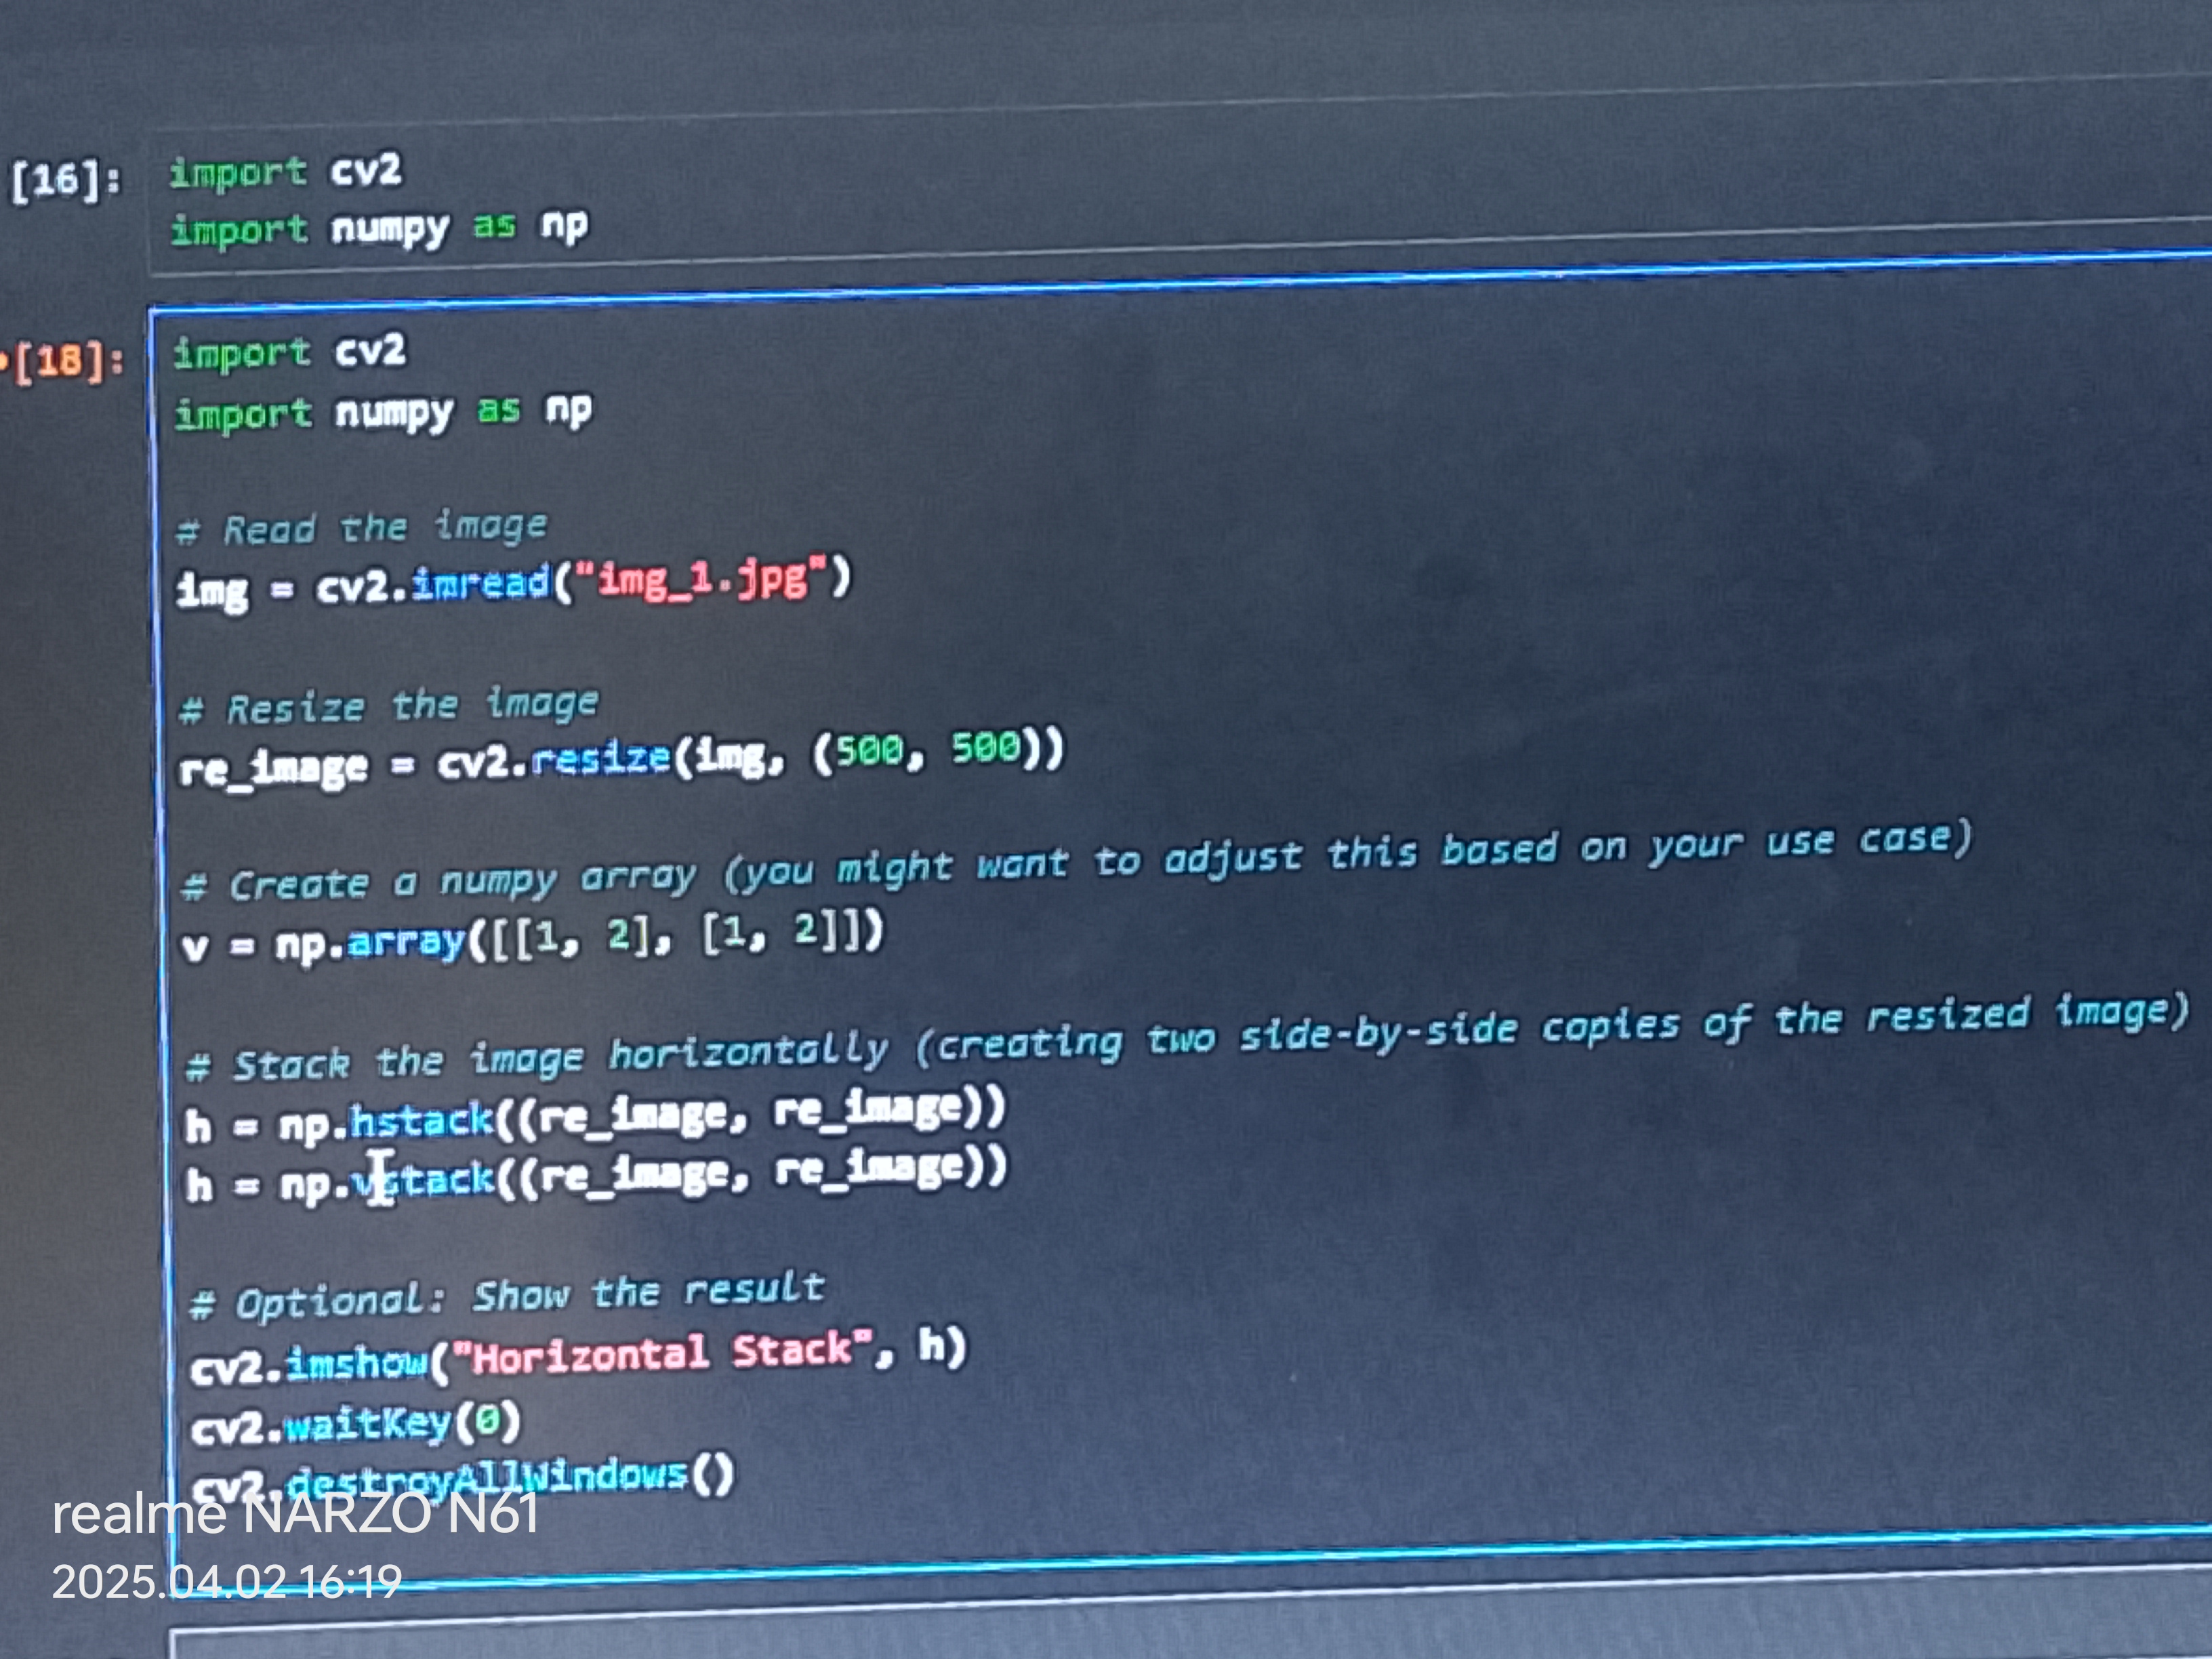 [16]: import cv2
import numpy as np
[18]: import cv2
import numpy as np
# Read the image
img = cv2.imread("img_1.jpg")
# Resize the image
re_image = cv2.resize(img, (500, 500))
# Create a numpy array (you might want to adjust this based on your use case)
v = np.array([[1, 2], [1, 2]])
# Stack the image horizontally (creating two side-by-side copies of the resized image)
h = np.hstack((re_image, re_image))
h = np.vstack((re_image, re_image))
# Optional: Show the result
cv2.imshow("Horizontal Stack", h)
cv2.waitKey(0)
cv2.destroyAllWindows()
realme NARZO N61
2025.04.02 16:19